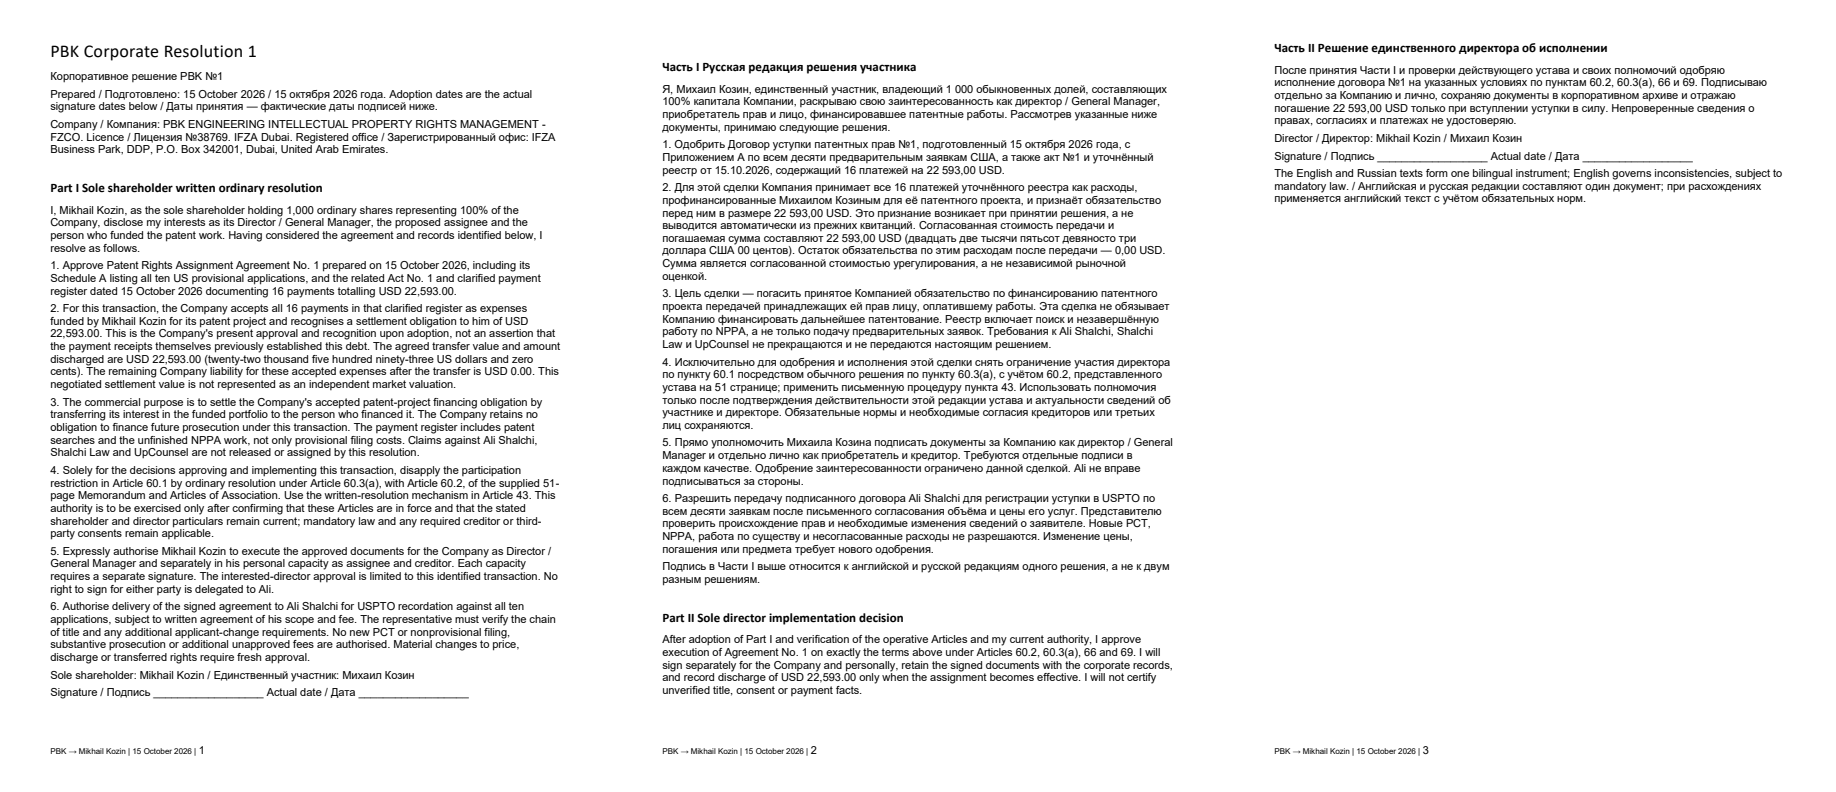 PBK Corporate Resolution 1
Корпоративное решение PBK №1
Prepared / Подготовлено: 15 October 2026 / 15 октября 2026 года. Adoption dates are the actual
signature dates below / Даты принятия — фактические даты подписей ниже.
Company / Компания: PBK ENGINEERING INTELLECTUAL PROPERTY RIGHTS MANAGEMENT -
FZCO. Licence / Лицензия №38769. IFZA Dubai. Registered office / Зарегистрированный офис: IFZA
Business Park, DDP, P.O. Box 342001, Dubai, United Arab Emirates.
Part I Sole shareholder written ordinary resolution
I, Mikhail Kozin, as the sole shareholder holding 1,000 ordinary shares representing 100% of the
Company, disclose my interests as its Director / General Manager, the proposed assignee and the
person who funded the patent work. Having considered the agreement and records identified below, I
resolve as follows.
1. Approve Patent Rights Assignment Agreement No. 1 prepared on 15 October 2026, including its
Schedule A listing all ten US provisional applications, and the related Act No. 1 and clarified payment
register dated 15 October 2026 documenting 16 payments totalling USD 22,593.00.
2. For this transaction, the Company accepts all 16 payments in that clarified register as expenses
funded by Mikhail Kozin for its patent project and recognises a settlement obligation to him of USD
22,593.00. This is the Company's present approval and recognition upon adoption, not an assertion that
the payment receipts themselves previously established this debt. The agreed transfer value and amount
discharged are USD 22,593.00 (twenty-two thousand five hundred ninety-three US dollars and zero
cents). The remaining Company liability for these accepted expenses after the transfer is USD 0.00. This
negotiated settlement value is not represented as an independent market valuation.
3. The commercial purpose is to settle the Company's accepted patent-project financing obligation by
transferring its interest in the funded portfolio to the person who financed it. The Company retains no
obligation to finance future prosecution under this transaction. The payment register includes patent
searches and the unfinished NPPA work, not only provisional filing costs. Claims against Ali Shalchi,
Shalchi Law and UpCounsel are not released or assigned by this resolution.
4. Solely for the decisions approving and implementing this transaction, disapply the participation
restriction in Article 60.1 by ordinary resolution under Article 60.3(a), with Article 60.2, of the supplied 51-
page Memorandum and Articles of Association. Use the written-resolution mechanism in Article 43. This
authority is to be exercised only after confirming that these Articles are in force and that the stated
shareholder and director particulars remain current; mandatory law and any required creditor or third-
party consents remain applicable.
5. Expressly authorise Mikhail Kozin to execute the approved documents for the Company as Director /
General Manager and separately in his personal capacity as assignee and creditor. Each capacity
requires a separate signature. The interested-director approval is limited to this identified transaction. No
right to sign for either party is delegated to Ali.
6. Authorise delivery of the signed agreement to Ali Shalchi for USPTO recordation against all ten
applications, subject to written agreement of his scope and fee. The representative must verify the chain
of title and any additional applicant-change requirements. No new PCT or nonprovisional filing,
substantive prosecution or additional unapproved fees are authorised. Material changes to price,
discharge or transferred rights require fresh approval.
Sole shareholder: Mikhail Kozin / Единственный участник: Михаил Козин
Signature / Подпись __________________ Actual date / Дата __________________
PBK → Mikhail Kozin | 15 October 2026 | 1
Часть I Русская редакция решения участника
Я, Михаил Козин, единственный участник, владеющий 1 000 обыкновенных долей, составляющих
100% капитала Компании, раскрываю свою заинтересованность как директор / General Manager,
приобретатель прав и лицо, финансировавшее патентные работы. Рассмотрев указанные ниже
документы, принимаю следующие решения.
1. Одобрить Договор уступки патентных прав №1, подготовленный 15 октября 2026 года, с
Приложением А по всем десяти предварительным заявкам США, а также акт №1 и уточнённый
реестр от 15.10.2026, содержащий 16 платежей на 22 593,00 USD.
2. Для этой сделки Компания принимает все 16 платежей уточнённого реестра как расходы,
профинансированные Михаилом Козиным для её патентного проекта, и признаёт обязательство
перед ним в размере 22 593,00 USD. Это признание возникает при принятии решения, а не
выводится автоматически из прежних квитанций. Согласованная стоимость передачи и
погашаемая сумма составляют 22 593,00 USD (двадцать две тысячи пятьсот девяносто три
доллара США 00 центов). Остаток обязательства по этим расходам после передачи — 0,00 USD.
Сумма является согласованной стоимостью урегулирования, а не независимой рыночной
оценкой.
3. Цель сделки — погасить принятое Компанией обязательство по финансированию патентного
проекта передачей принадлежащих ей прав лицу, оплатившему работы. Эта сделка не обязывает
Компанию финансировать дальнейшее патентование. Реестр включает поиск и незавершённую
работу по NPPA, а не только подачу предварительных заявок. Требования к Ali Shalchi, Shalchi
Law и UpCounsel не прекращаются и не передаются настоящим решением.
4. Исключительно для одобрения и исполнения этой сделки снять ограничение участия директора
по пункту 60.1 посредством обычного решения по пункту 60.3(a), с учётом 60.2, представленного
устава на 51 странице; применить письменную процедуру пункта 43. Использовать полномочия
только после подтверждения действительности этой редакции устава и актуальности сведений об
участнике и директоре. Обязательные нормы и необходимые согласия кредиторов или третьих
лиц сохраняются.
5. Прямо уполномочить Михаила Козина подписать документы за Компанию как директор / General
Manager и отдельно лично как приобретатель и кредитор. Требуются отдельные подписи в
каждом качестве. Одобрение заинтересованности ограничено данной сделкой. Ali не вправе
подписываться за стороны.
6. Разрешить передачу подписанного договора Ali Shalchi для регистрации уступки в USPTO по
всем десяти заявкам после письменного согласования объёма и цены его услуг. Представителю
проверить происхождение прав и необходимые изменения сведений о заявителе. Новые PCT,
NPPA, работа по существу и несогласованные расходы не разрешаются. Изменение цены,
погашения или предмета требует нового одобрения.
Подпись в Части I выше относится к английской и русской редакциям одного решения, а не к двум
разным решениям.
Part II Sole director implementation decision
After adoption of Part I and verification of the operative Articles and my current authority, I approve
execution of Agreement No. 1 on exactly the terms above under Articles 60.2, 60.3(a), 66 and 69. I will
sign separately for the Company and personally, retain the signed documents with the corporate records,
and record discharge of USD 22,593.00 only when the assignment becomes effective. I will not certify
unverified title, consent or payment facts.
PBK → Mikhail Kozin | 15 October 2026 | 2
Часть II Решение единственного директора об исполнении
После принятия Части I и проверки действующего устава и своих полномочий одобряю
исполнение договора №1 на указанных условиях по пунктам 60.2, 60.3(a), 66 и 69. Подписываю
отдельно за Компанию и лично, сохраняю документы в корпоративном архиве и отражаю
погашение 22 593,00 USD только при вступлении уступки в силу. Непроверенные сведения о
правах, согласиях и платежах не удостоверяю.
Director / Директор: Mikhail Kozin / Михаил Козин
Signature / Подпись __________________ Actual date / Дата __________________
The English and Russian texts form one bilingual instrument; English governs inconsistencies, subject to
mandatory law. / Английская и русская редакции составляют один документ; при расхождениях
применяется английский текст с учётом обязательных норм.
PBK → Mikhail Kozin | 15 October 2026 | 3